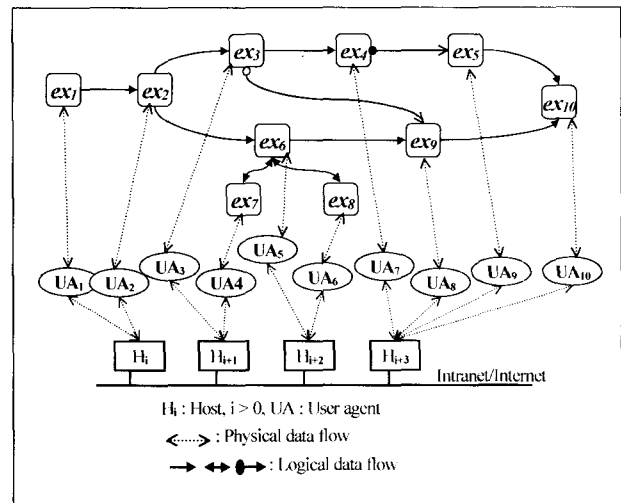 ex3 ex4 ex5
ex1 ex2 ex10
ex6 ex9
ex7 ex8
UA1 UA2 UA3 UA4 UA5 UA6 UA7 UA8 UA9 UA10
Hi Hi+1 Hi+2 Hi+3
Intranet/Internet
Hi : Host, i > 0, UA : User agent
: Physical data flow
: Logical data flow